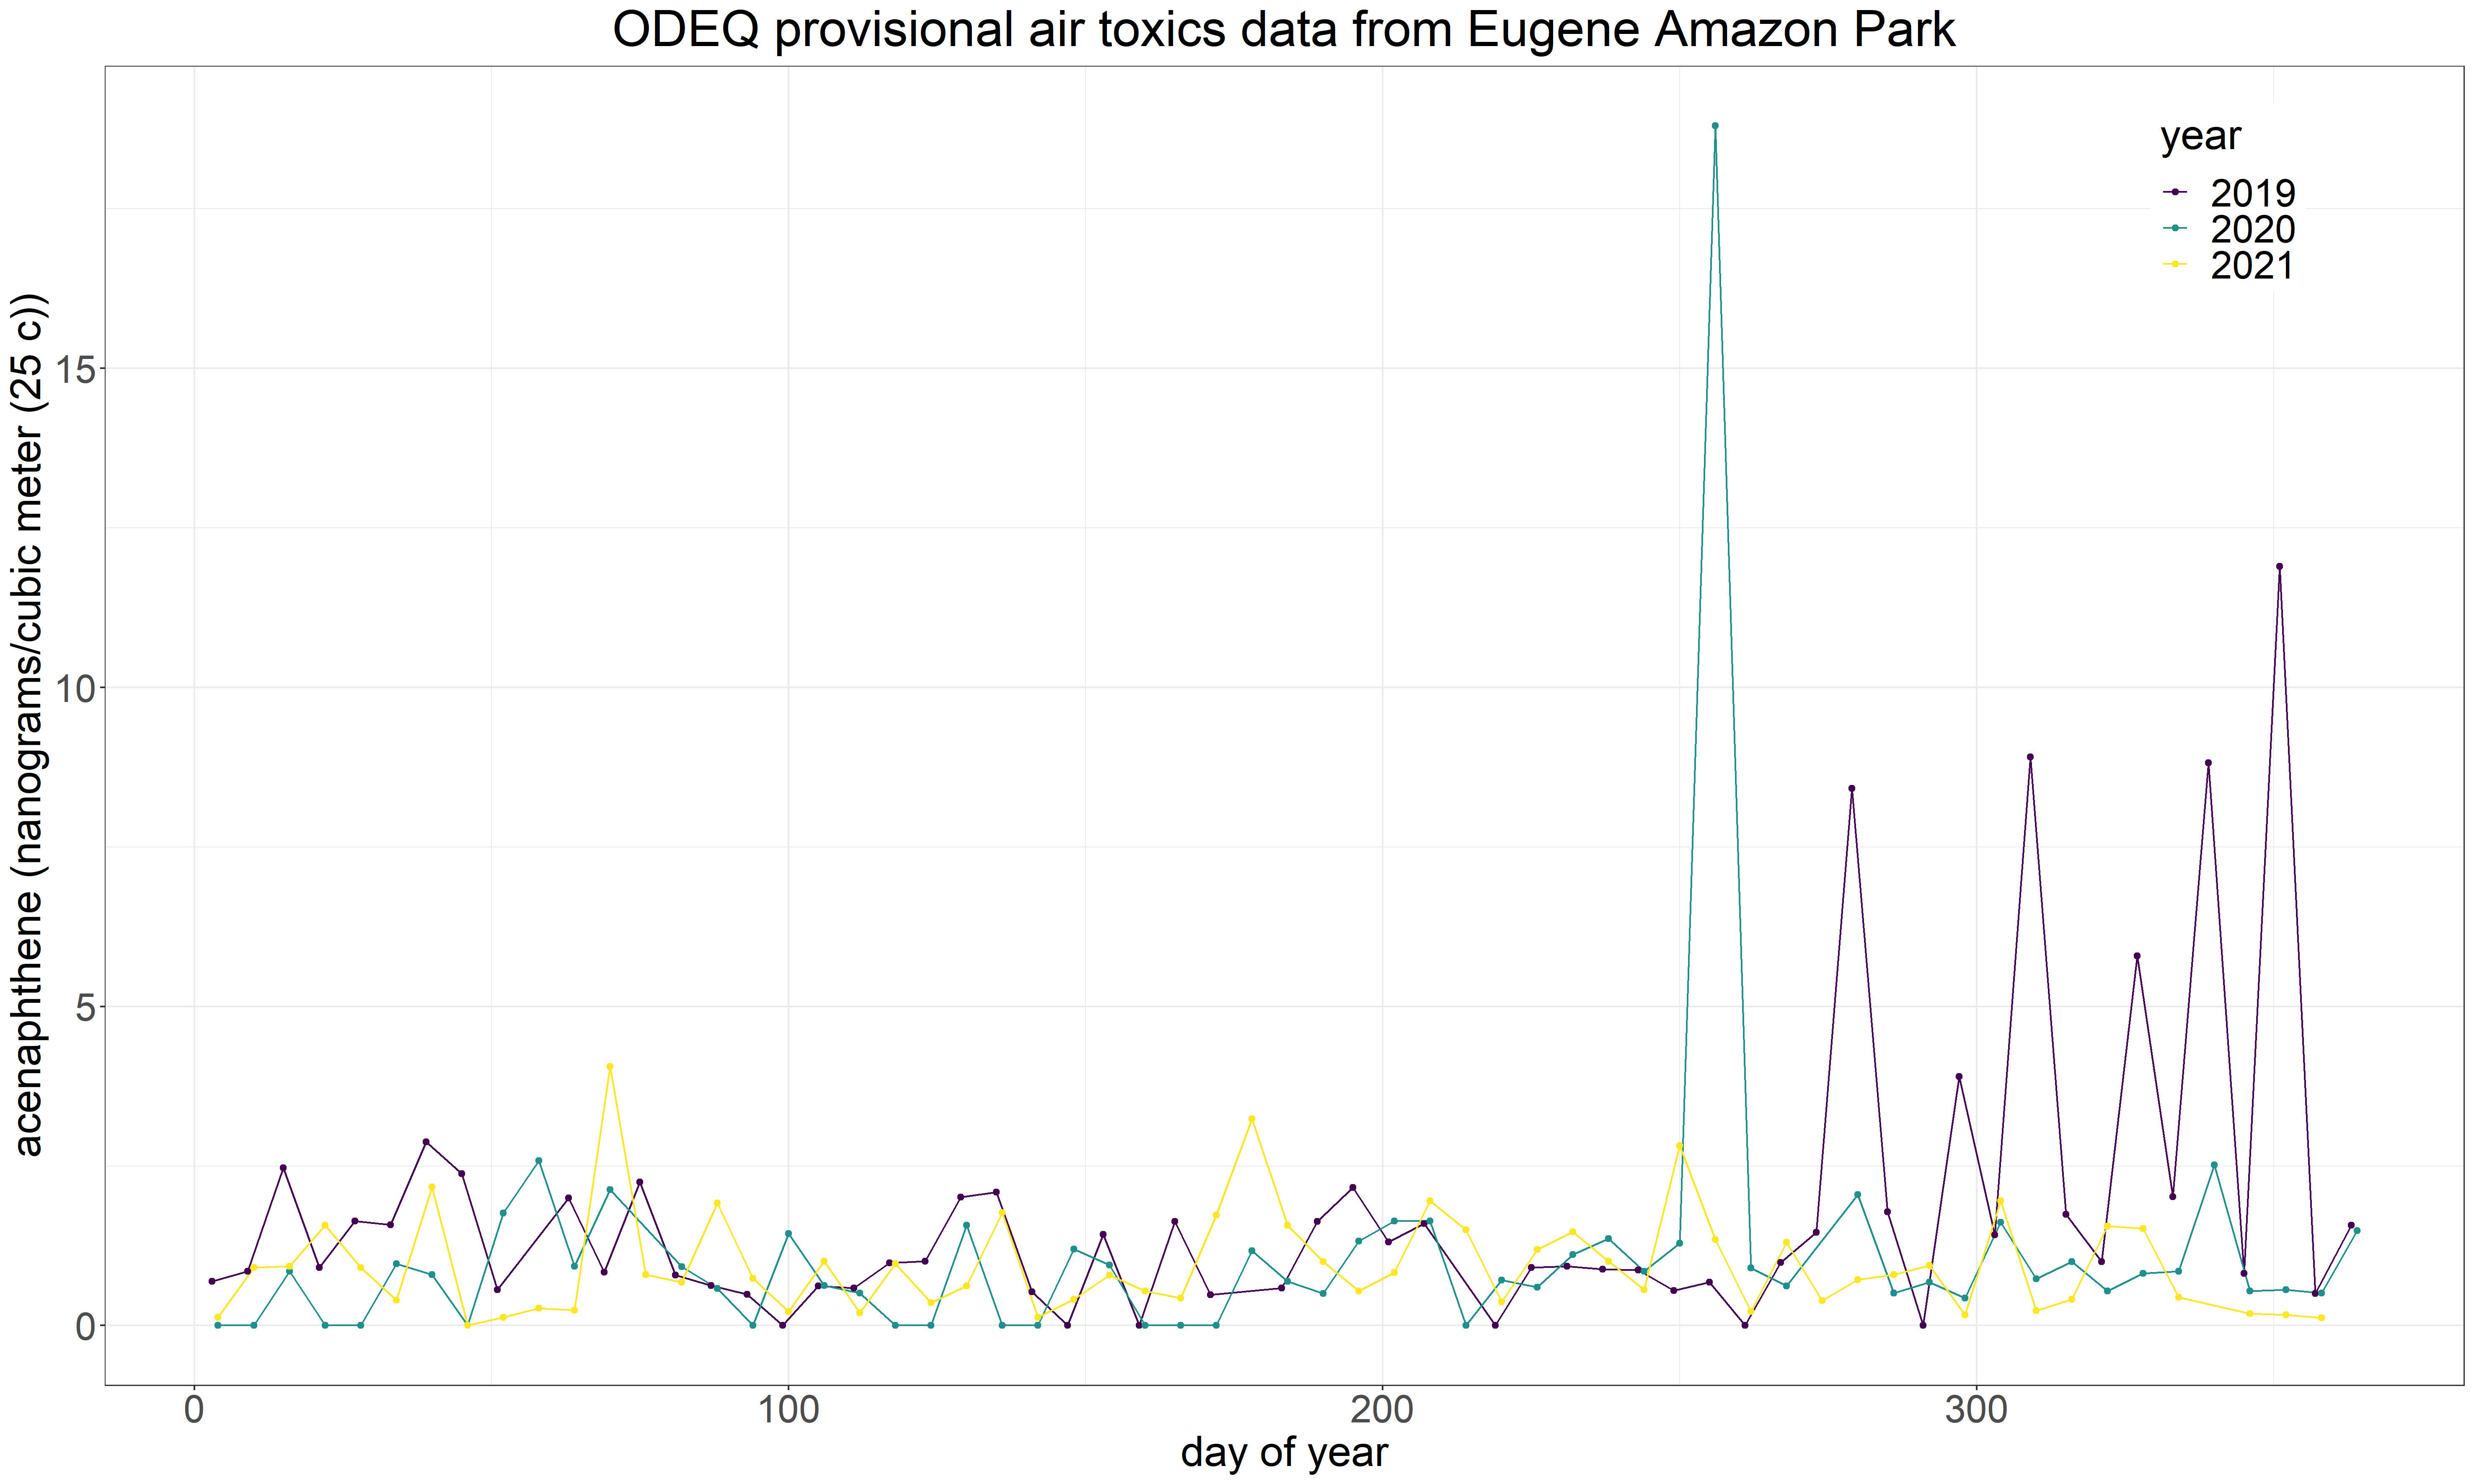 ODEQ provisional air toxics data from Eugene Amazon Park
year
2019
2020
2021
acenaphthene (nanograms/cubic meter (25 c))
15
10
5
0
0 100 200 300
day of year